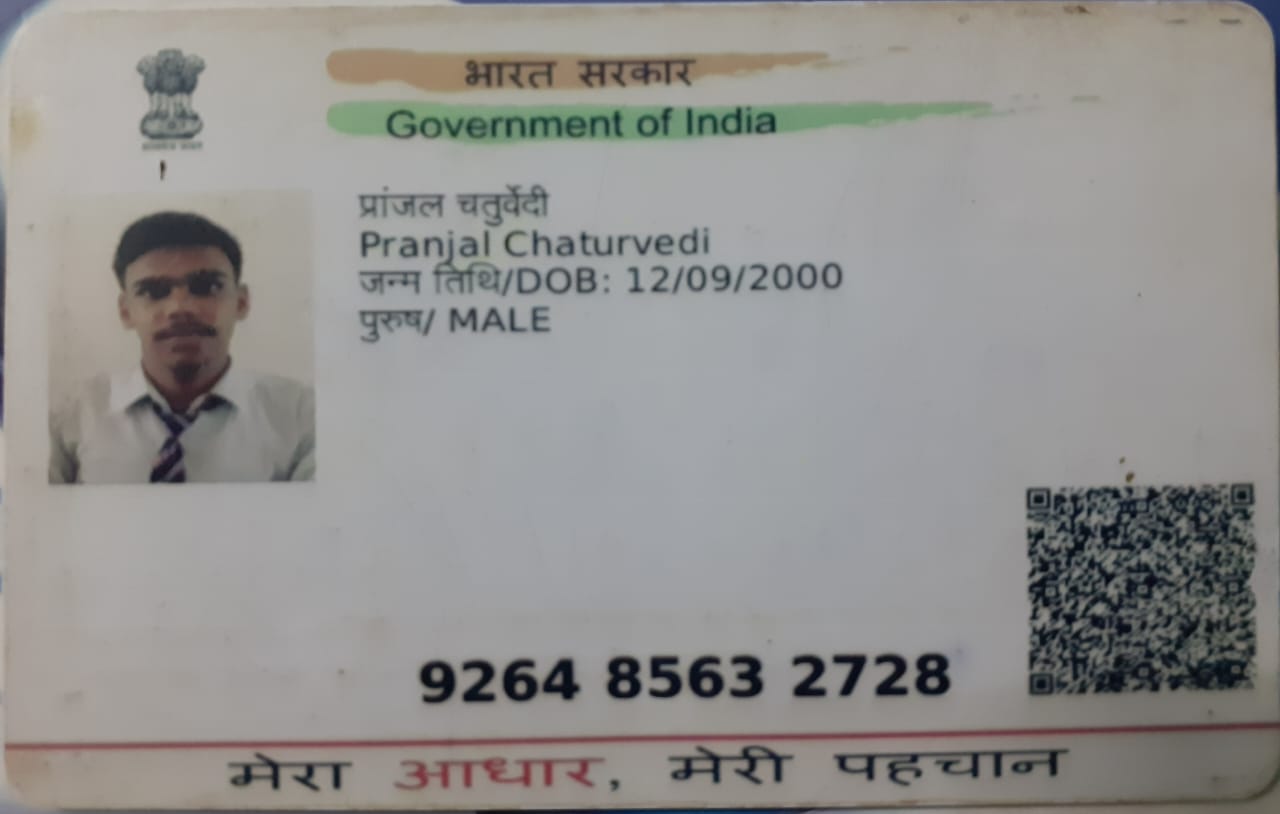 भारत सरकार
Government of India
प्रांजल चतुर्वेदी
Pranjal Chaturvedi
जन्म तिथि/DOB: 12/09/2000
पुरुष/ MALE
9264 8563 2728
मेरा आधार, मेरी पहचान